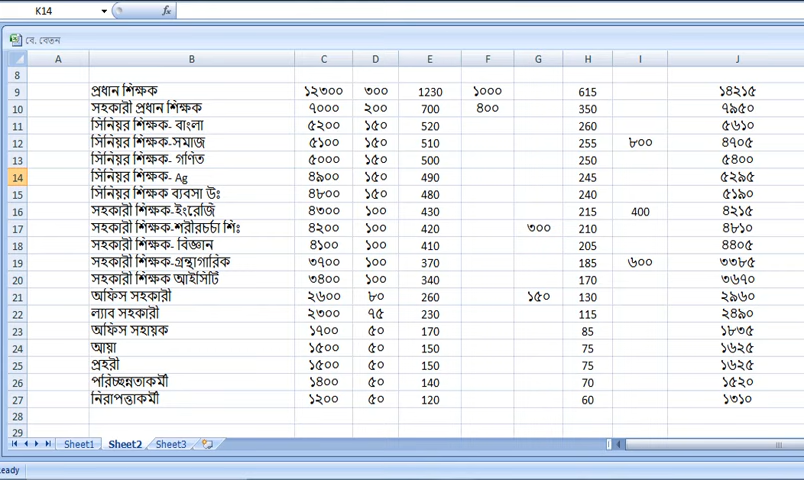 K14 fx
বে. বেতন
A B C D E F G H I J
8
9 প্রধান শিক্ষক ১২৩০০ ৩০০ 1230 ১০০০ 615 ১৪২১৫
10 সহকারী প্রধান শিক্ষক ৭০০০ ২০০ 700 ৪০০ 350 ৭৯৫০
11 সিনিয়র শিক্ষক- বাংলা ৫২০০ ১৫০ 520 260 ৫৬১০
12 সিনিয়র শিক্ষক-সমাজ ৫১০০ ১৫০ 510 255 ৮০০ ৪৭০৫
13 সিনিয়র শিক্ষক- গণিত ৫০০০ ১৫০ 500 250 ৫৪০০
14 সিনিয়র শিক্ষক- Ag ৪৯০০ ১৫০ 490 245 ৫২৯৫
15 সিনিয়র শিক্ষক ব্যবসা উঃ ৪৮০০ ১৫০ 480 240 ৫১৯০
16 সহকারী শিক্ষক-ইংরেজি ৪৩০০ ১০০ 430 215 400 ৪২১৫
17 সহকারী শিক্ষক-শরীরচর্চা শিঃ ৪২০০ ১০০ 420 ৩০০ 210 ৪৮১০
18 সহকারী শিক্ষক- বিজ্ঞান ৪১০০ ১০০ 410 205 ৪৪০৫
19 সহকারী শিক্ষক-গ্রন্থাগারিক ৩৭০০ ১০০ 370 185 ৬০০ ৩৩৮৫
20 সহকারী শিক্ষক আইসিটি ৩৪০০ ১০০ 340 170 ৩৬৭০
21 অফিস সহকারী ২৬০০ ৮০ 260 ১৫০ 130 ২৯৬০
22 ল্যাব সহকারী ২৩০০ ৭৫ 230 115 ২৪৯০
23 অফিস সহায়ক ১৭০০ ৫০ 170 85 ১৮৩৫
24 আয়া ১৫০০ ৫০ 150 75 ১৬২৫
25 প্রহরী ১৫০০ ৫০ 150 75 ১৬২৫
26 পরিচ্ছন্নতাকর্মী ১৪০০ ৫০ 140 70 ১৫২০
27 নিরাপত্তাকর্মী ১২০০ ৫০ 120 60 ১৩১০
28
29
Sheet1 Sheet2 Sheet3
eady